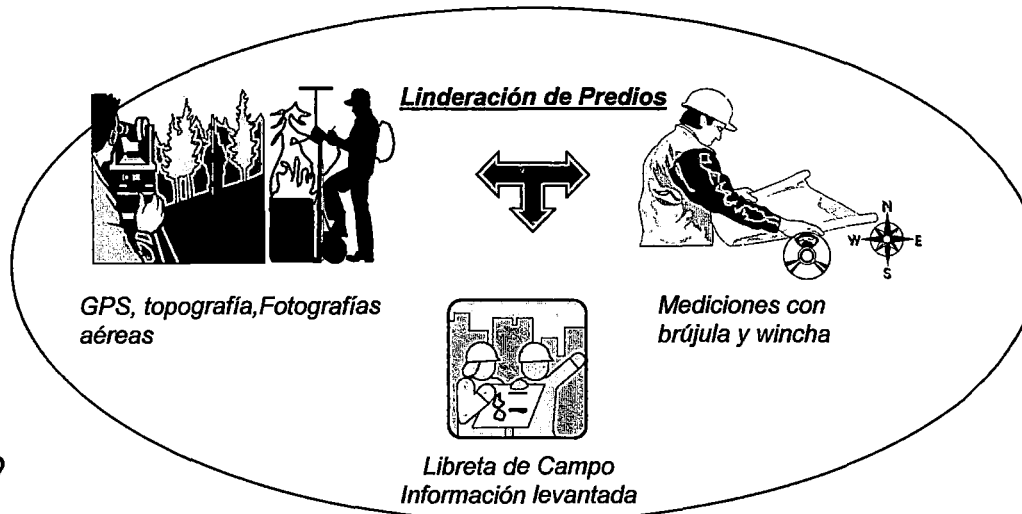 Linderación de Predios
GPS, topografía,Fotografías
aéreas
N
W E
S
Mediciones con
brújula y wincha
Libreta de Campo
Información levantada